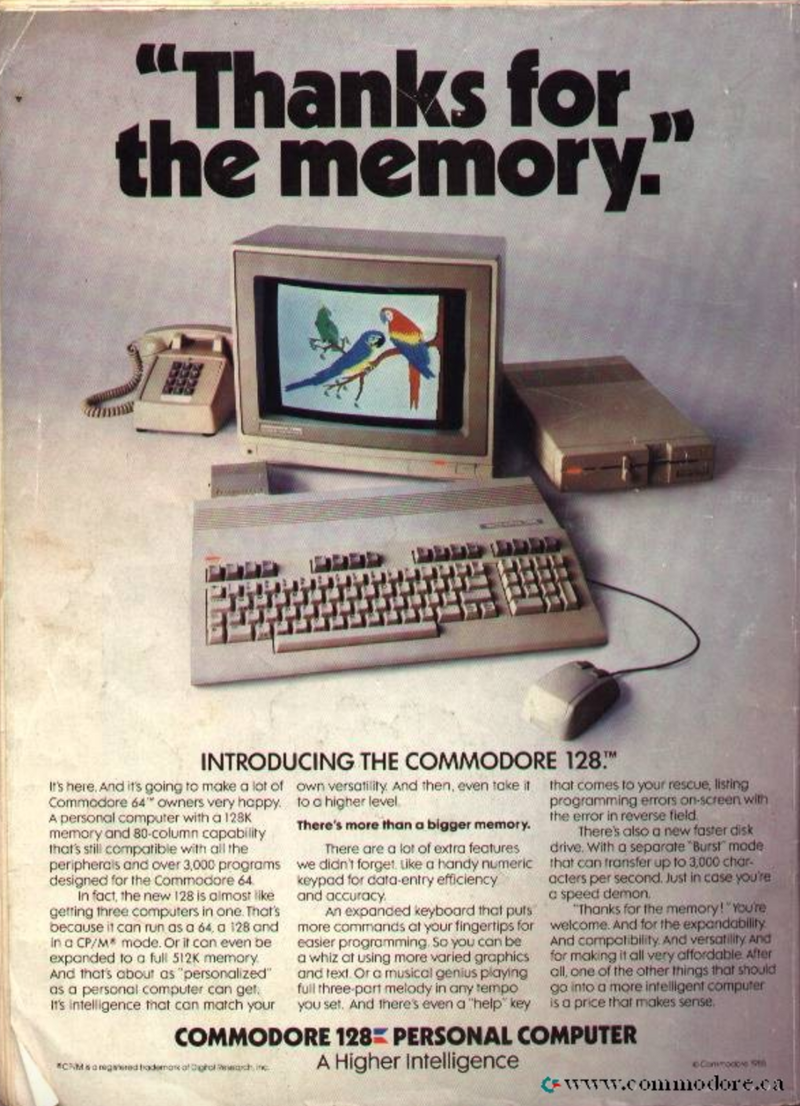 “Thanks for
the memory.”
INTRODUCING THE COMMODORE 128.™
It's here. And it's going to make a lot of
Commodore 64™ owners very happy.
A personal computer with a 128K
memory and 80-column capability
that's still compatible with all the
peripherals and over 3,000 programs
designed for the Commodore 64.
In fact, the new 128 is almost like
getting three computers in one. That's
because it can run as a 64, a 128 and
in a CP/M® mode. Or it can even be
expanded to a full 512K memory.
And that's about as "personalized"
as a personal computer can get.
It's intelligence that can match your
own versatility. And then, even take it
to a higher level.
There's more than a bigger memory.
There are a lot of extra features
we didn't forget. Like a handy numeric
keypad for data-entry efficiency
and accuracy.
An expanded keyboard that puts
more commands at your fingertips for
easier programming. So you can be
a whiz at using more varied graphics
and text. Or a musical genius playing
full three-part melody in any tempo
you set. And there's even a "help" key
that comes to your rescue, listing
programming errors on-screen with
the error in reverse field.
There's also a new faster disk
drive. With a separate "Burst" mode
that can transfer up to 3,000 char-
acters per second. Just in case you're
a speed demon.
"Thanks for the memory!" You're
welcome. And for the expandability.
And compatibility. And versatility. And
for making it all very affordable. After
all, one of the other things that should
go into a more intelligent computer
is a price that makes sense.
COMMODORE 128 PERSONAL COMPUTER
A Higher Intelligence
®CP/M is a registered trademark of Digital Research, Inc.
© Commodore 1985
www.commodore.ca